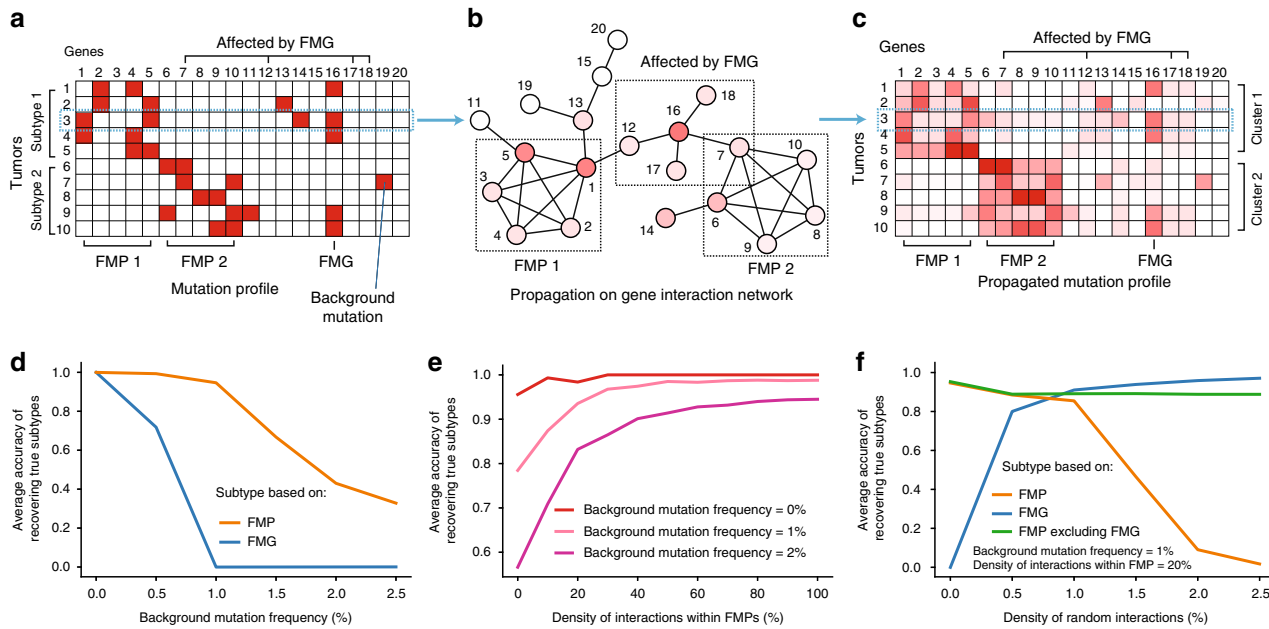 a
Genes
Affected by FMG
1 2 3 4 5 6 7 8 9 10 12 13 14 15 16 17 18 19 20
Tumors
Subtype 1
Subtype 2
1
2
3
4
5
6
7
8
9
10
FMP 1
FMP 2
FMG
Mutation profile
Background
mutation
b
20
15
Affected by FMG
19
13
11
18
16
12
5
17
7
10
3
1
4
2
14
6
8
9
FMP 1
FMP 2
Propagation on gene interaction network
c
Genes
Affected by FMG
1 2 3 4 5 6 7 8 9 10 12 13 14 15 16 17 18 19 20
Tumors
1
2
3
4
5
6
7
8
9
10
Cluster 1
Cluster 2
FMP 1
FMP 2
FMG
Propagated mutation profile
d
Average accuracy of
recovering true subtypes
1.0
0.8
0.6
0.4
0.2
0.0
Subtype based on:
FMP
FMG
0.0 0.5 1.0 1.5 2.0 2.5
Background mutation frequency (%)
e
Average accuracy of
recovering true subtypes
1.0
0.9
0.8
0.7
0.6
Background mutation frequency = 0%
Background mutation frequency = 1%
Background mutation frequency = 2%
0 20 40 60 80 100
Density of interactions within FMPs (%)
f
Average accuracy of
recovering true subtypes
1.0
0.8
0.6
0.4
0.2
0.0
Subtype based on:
FMP
FMG
FMP excluding FMG
Background mutation frequency = 1%
Density of interactions within FMP = 20%
0.0 0.5 1.0 1.5 2.0 2.5
Density of random interactions (%)